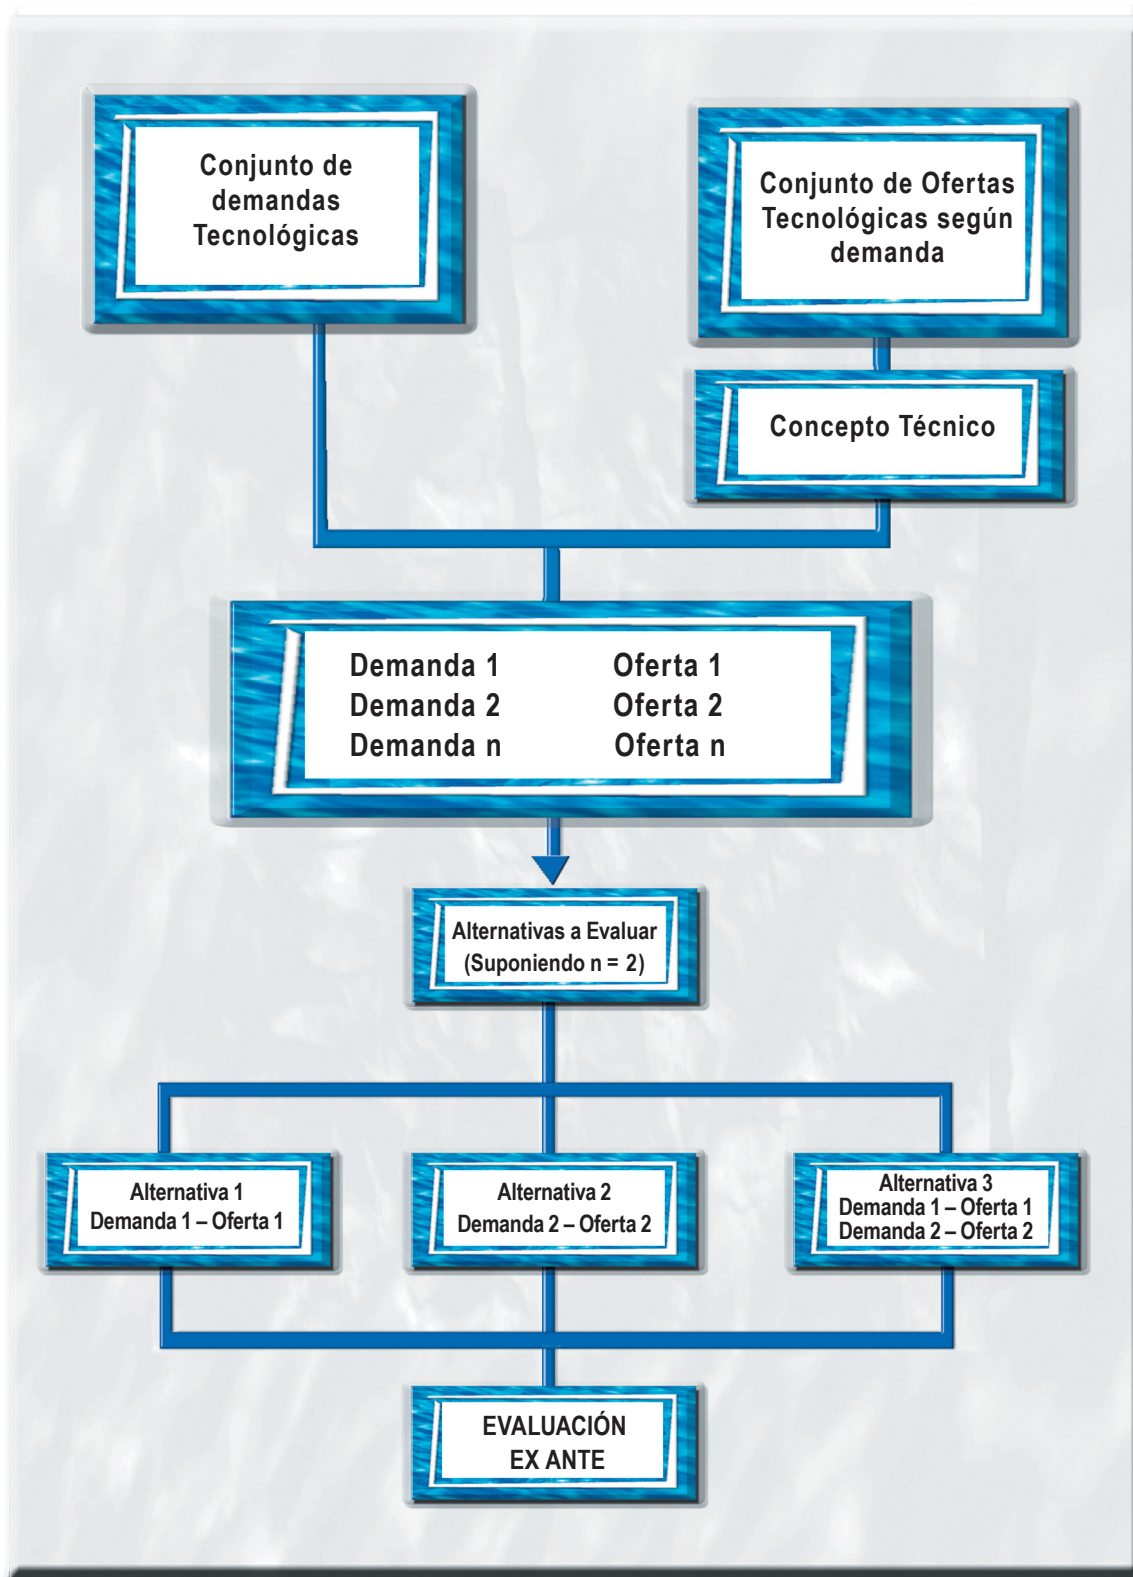 Conjunto de
demandas
Tecnológicas
Conjunto de Ofertas
Tecnológicas según
demanda
Concepto Técnico
Demanda 1 Oferta 1
Demanda 2 Oferta 2
Demanda n Oferta n
Alternativas a Evaluar
(Suponiendo n = 2)
Alternativa 1
Demanda 1 – Oferta 1
Alternativa 2
Demanda 2 – Oferta 2
Alternativa 3
Demanda 1 – Oferta 1
Demanda 2 – Oferta 2
EVALUACIÓN
EX ANTE